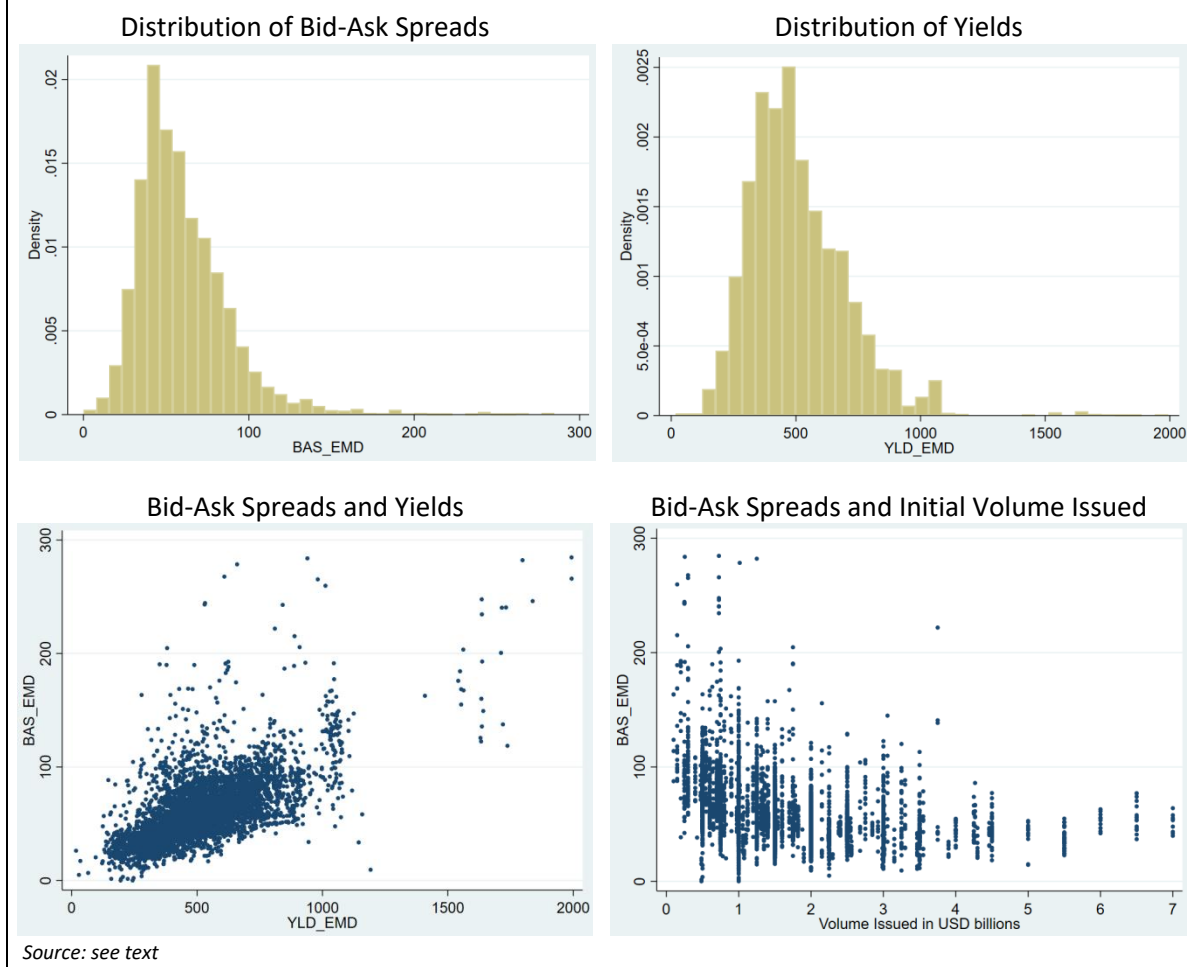 Distribution of Bid-Ask Spreads
Density
0
.005
.01
.015
.02
0 100 200 300
BAS_EMD
Distribution of Yields
Density
0
5.0e-04
.001
.0015
.002
.0025
0 500 1000 1500 2000
YLD_EMD
Bid-Ask Spreads and Yields
BAS_EMD
0
100
200
300
0 500 1000 1500 2000
YLD_EMD
Bid-Ask Spreads and Initial Volume Issued
BAS_EMD
0
100
200
300
0 1 2 3 4 5 6 7
Volume Issued in USD billions
Source: see text